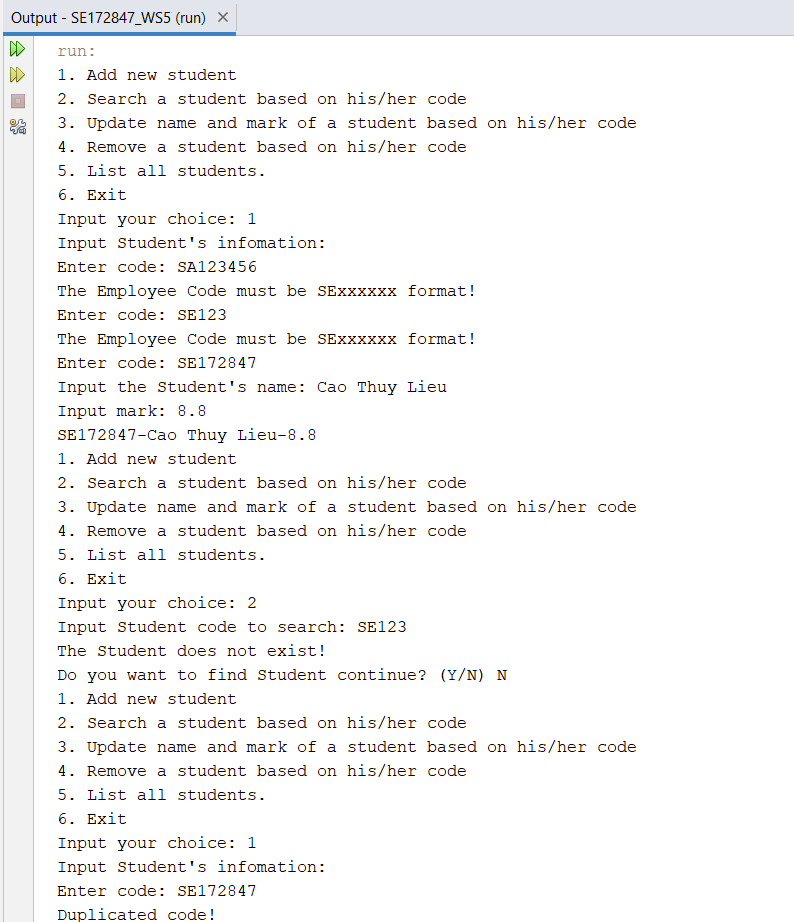 Output - SE172847_WS5 (run)
run:
1. Add new student
2. Search a student based on his/her code
3. Update name and mark of a student based on his/her code
4. Remove a student based on his/her code
5. List all students.
6. Exit
Input your choice: 1
Input Student's infomation:
Enter code: SA123456
The Employee Code must be SExxxxxx format!
Enter code: SE123
The Employee Code must be SExxxxxx format!
Enter code: SE172847
Input the Student's name: Cao Thuy Lieu
Input mark: 8.8
SE172847-Cao Thuy Lieu-8.8
1. Add new student
2. Search a student based on his/her code
3. Update name and mark of a student based on his/her code
4. Remove a student based on his/her code
5. List all students.
6. Exit
Input your choice: 2
Input Student code to search: SE123
The Student does not exist!
Do you want to find Student continue? (Y/N) N
1. Add new student
2. Search a student based on his/her code
3. Update name and mark of a student based on his/her code
4. Remove a student based on his/her code
5. List all students.
6. Exit
Input your choice: 1
Input Student's infomation:
Enter code: SE172847
Duplicated code!